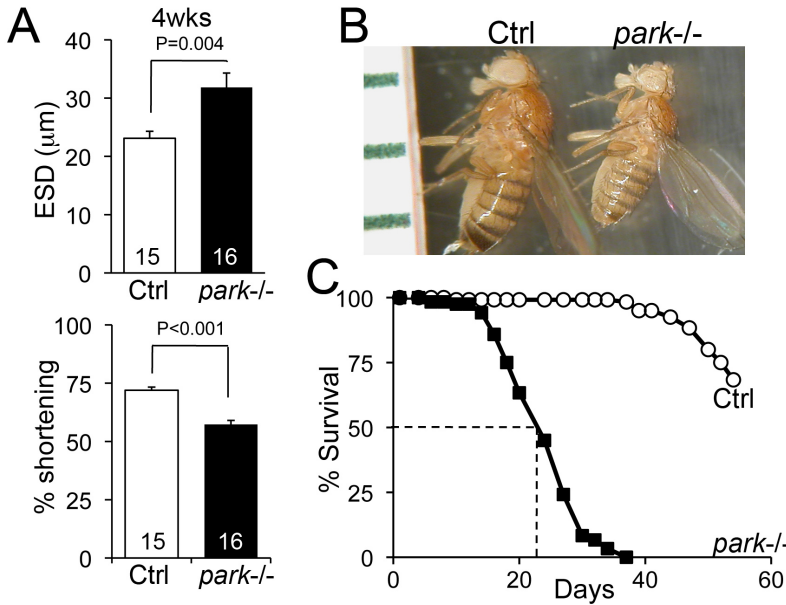 A
4wks
40
P=0.004
30
ESD (µm)
20
10
15
16
0
Ctrl
park-/-
100
P<0.001
75
% shortening
50
25
15
16
0
Ctrl
park-/-
B
Ctrl
park-/-
C
100
75
% Survival
50
25
0
Ctrl
park-/-
0
20
40
60
Days